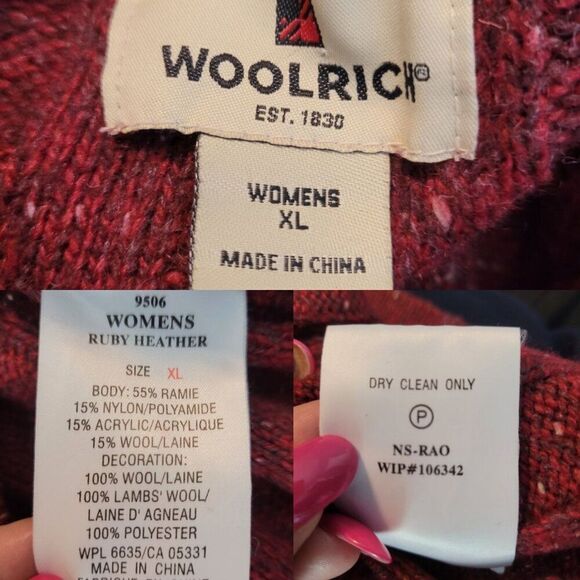 WOOLRICH®
EST. 1830
WOMENS
XL
MADE IN CHINA
9506
WOMENS
RUBY HEATHER
SIZE XL
BODY: 55% RAMIE
15% NYLON/POLYAMIDE
15% ACRYLIC/ACRYLIQUE
15% WOOL/LAINE
DECORATION:
100% WOOL/LAINE
100% LAMBS' WOOL/
LAINE D' AGNEAU
100% POLYESTER
WPL 6635/CA 05331
MADE IN CHINA
DRY CLEAN ONLY
P
NS-RAO
WIP#106342